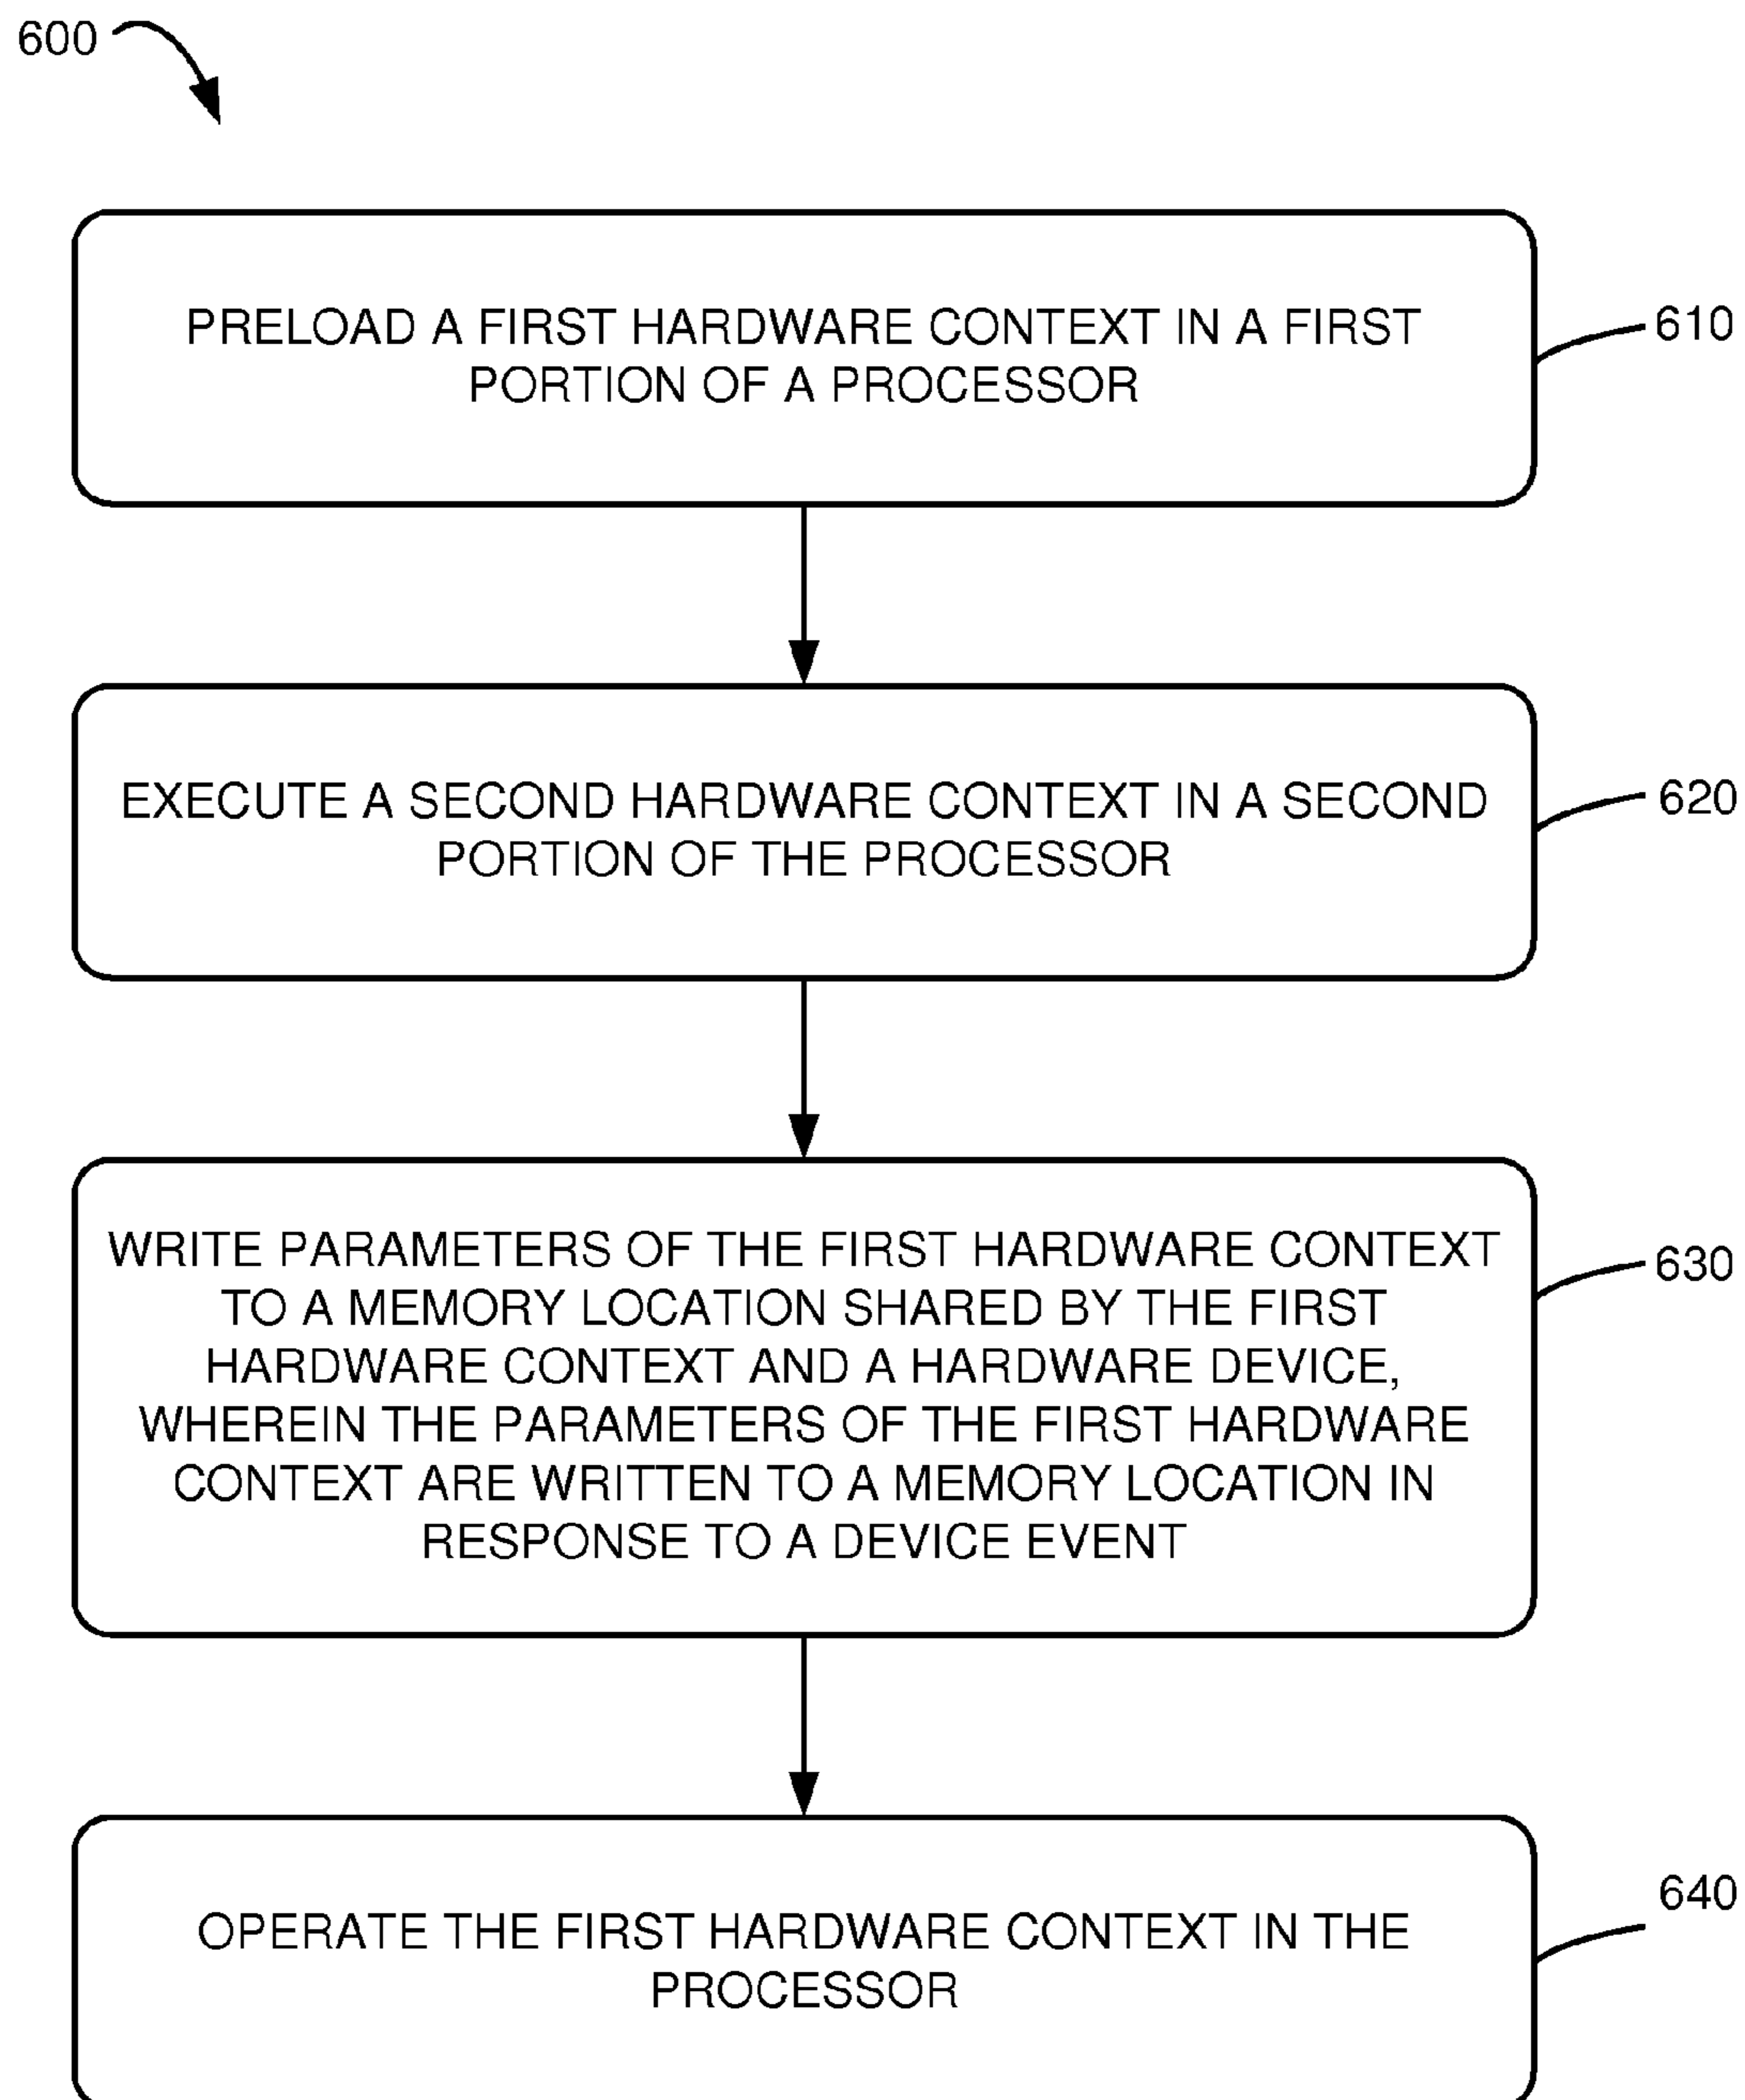 600
PRELOAD A FIRST HARDWARE CONTEXT IN A FIRST
PORTION OF A PROCESSOR
610
EXECUTE A SECOND HARDWARE CONTEXT IN A SECOND
PORTION OF THE PROCESSOR
620
WRITE PARAMETERS OF THE FIRST HARDWARE CONTEXT
TO A MEMORY LOCATION SHARED BY THE FIRST
HARDWARE CONTEXT AND A HARDWARE DEVICE,
WHEREIN THE PARAMETERS OF THE FIRST HARDWARE
CONTEXT ARE WRITTEN TO A MEMORY LOCATION IN
RESPONSE TO A DEVICE EVENT
630
OPERATE THE FIRST HARDWARE CONTEXT IN THE
PROCESSOR
640